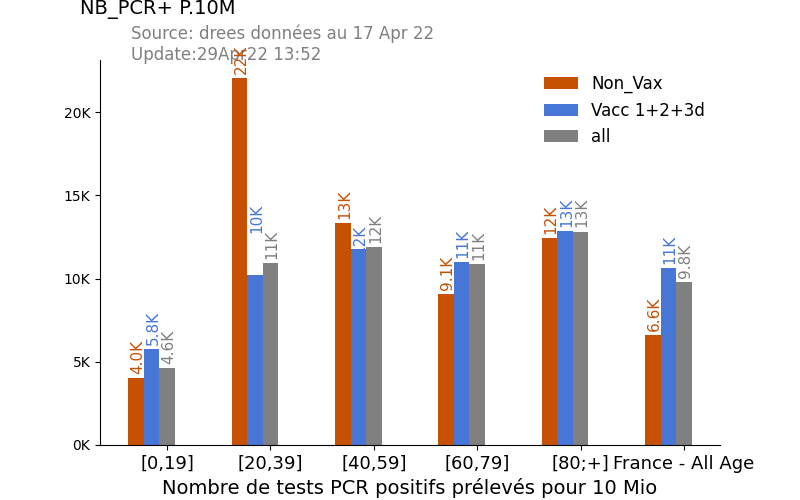 NB_PCR+ P.10M
Source: drees données au 17 Apr 22
Update:29Apr22 13:52
Non_Vax
Vacc 1+2+3d
all
20K
15K
10K
5K
0K
4.0K
5.8K
4.6K
22K
10K
11K
13K
2K
12K
9.1K
11K
11K
12K
13K
13K
6.6K
11K
9.8K
[0,19]
[20,39]
[40,59]
[60,79]
[80;+]
France - All Age
Nombre de tests PCR positifs prélevés pour 10 Mio